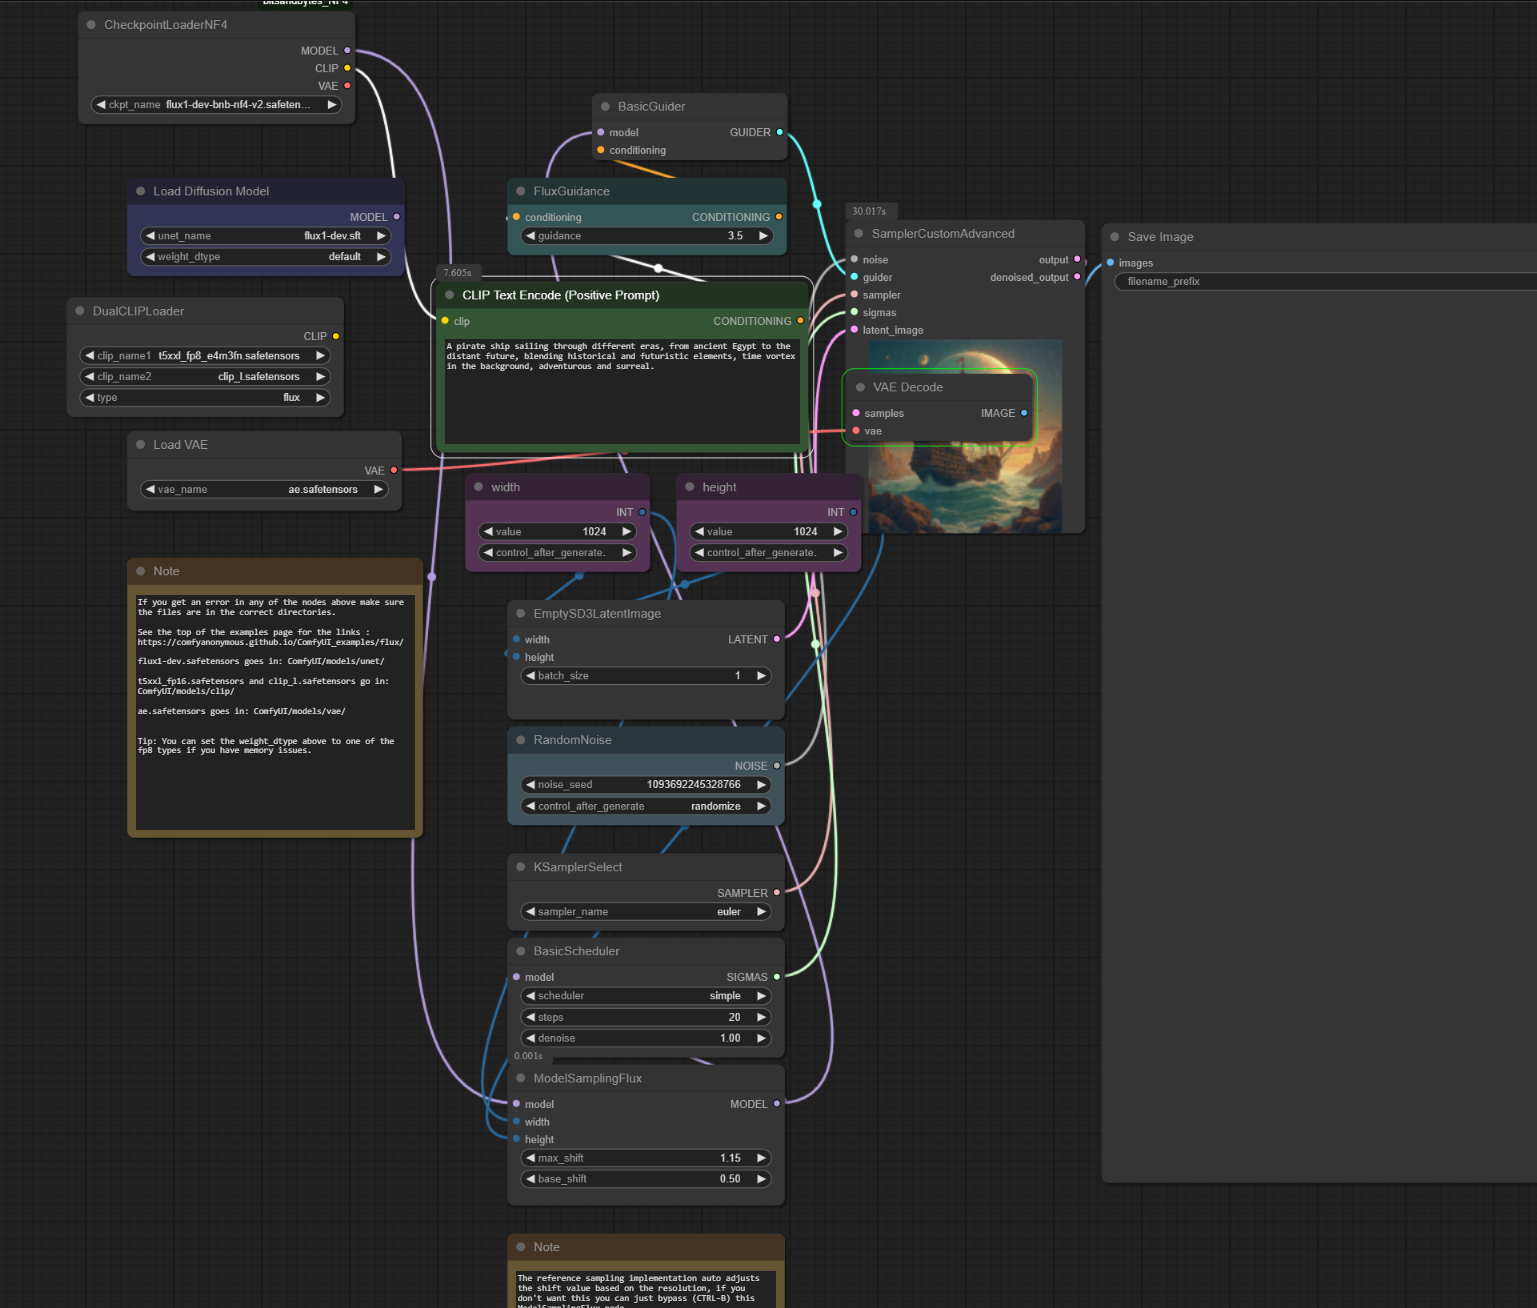 bitsandbytes_NF4
CheckpointLoaderNF4
MODEL
CLIP
VAE
ckpt_name flux1-dev-bnb-nf4-v2.safeten...
BasicGuider
model GUIDER
conditioning
Load Diffusion Model
MODEL
unet_name flux1-dev.sft
weight_dtype default
FluxGuidance
conditioning CONDITIONING
guidance 3.5
30.017s
SamplerCustomAdvanced
noise output
guider denoised_output
sampler
sigmas
latent_image
Save Image
images
filename_prefix
7.605s
CLIP Text Encode (Positive Prompt)
clip CONDITIONING
A pirate ship sailing through different eras, from ancient Egypt to the
distant future, blending historical and futuristic elements, time vortex
in the background, adventurous and surreal.
DualCLIPLoader
CLIP
clip_name1 t5xxl_fp8_e4m3fn.safetensors
clip_name2 clip_l.safetensors
type flux
VAE Decode
samples IMAGE
vae
Load VAE
VAE
vae_name ae.safetensors
width
INT
value 1024
control_after_generate.
height
INT
value 1024
control_after_generate.
Note
If you get an error in any of the nodes above make sure
the files are in the correct directories.
See the top of the examples page for the links :
https://comfyanonymous.github.io/ComfyUI_examples/flux/
flux1-dev.safetensors goes in: ComfyUI/models/unet/
t5xxl_fp16.safetensors and clip_l.safetensors go in:
ComfyUI/models/clip/
ae.safetensors goes in: ComfyUI/models/vae/
Tip: You can set the weight_dtype above to one of the
fp8 types if you have memory issues.
EmptySD3LatentImage
width LATENT
height
batch_size 1
RandomNoise
NOISE
noise_seed 1093692245328766
control_after_generate randomize
KSamplerSelect
SAMPLER
sampler_name euler
BasicScheduler
model SIGMAS
scheduler simple
steps 20
denoise 1.00
0.001s
ModelSamplingFlux
model MODEL
width
height
max_shift 1.15
base_shift 0.50
Note
The reference sampling implementation auto adjusts
the shift value based on the resolution, if you
don't want this you can just bypass (CTRL-B) this
ModelSamplingFlux node.